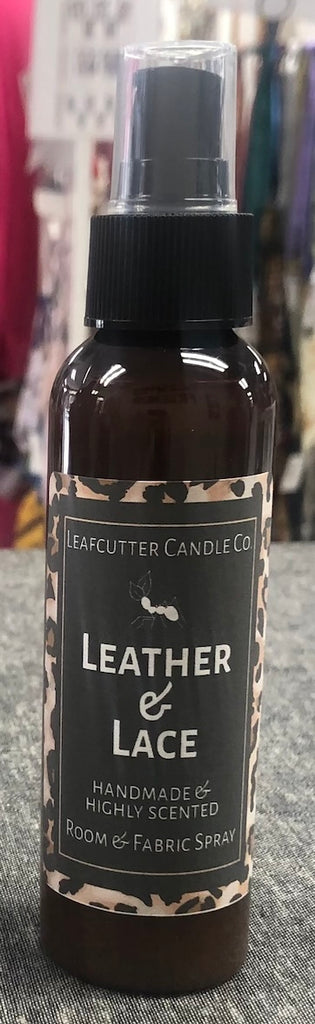 LEAFCUTTER CANDLE CO.
LEATHER
&
LACE
HANDMADE &
HIGHLY SCENTED
ROOM & FABRIC SPRAY